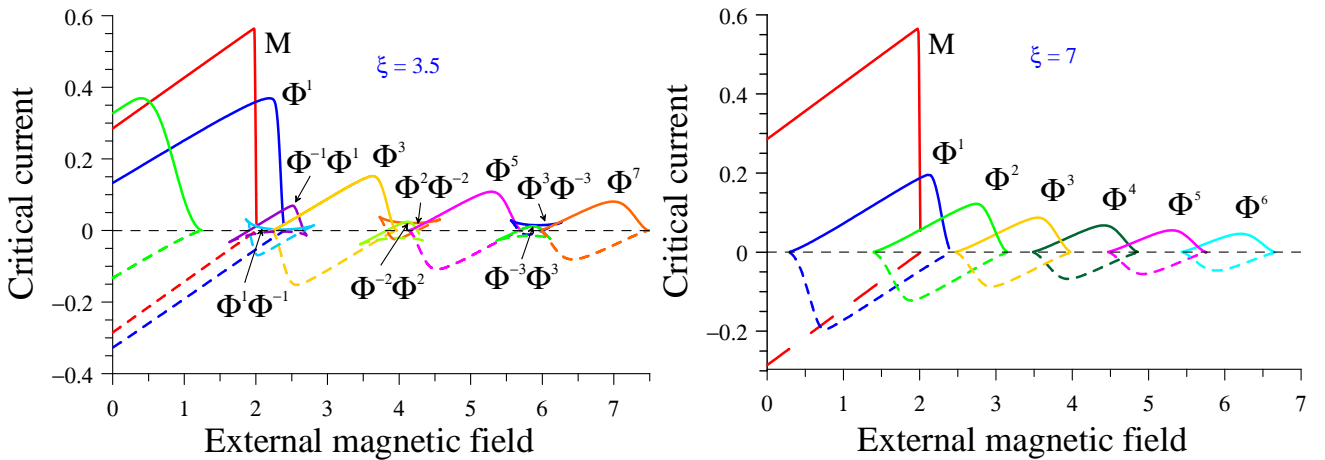 0.6
0.4
0.2
0
−0.2
−0.4
Critical current
M
ξ = 3.5
Φ¹
Φ⁻¹Φ¹
Φ³
Φ²Φ⁻²
Φ⁵
Φ³Φ⁻³
Φ⁷
Φ¹Φ⁻¹
Φ⁻²Φ²
Φ⁻³Φ³
0 1 2 3 4 5 6 7
External magnetic field
0.6
0.4
0.2
0
−0.2
Critical current
M
ξ = 7
Φ¹
Φ²
Φ³
Φ⁴
Φ⁵
Φ⁶
0 1 2 3 4 5 6 7
External magnetic field